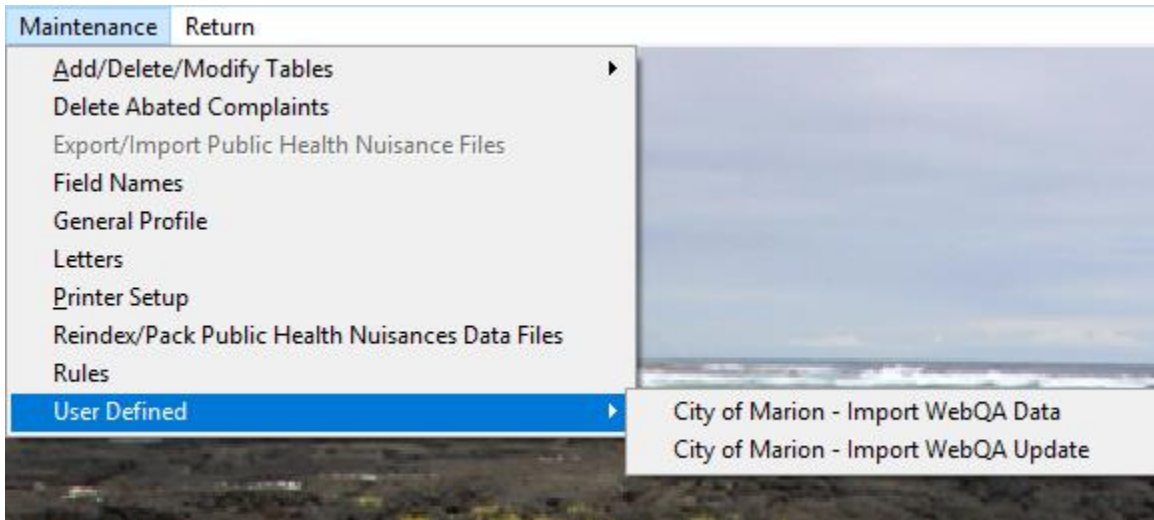 Maintenance Return
Add/Delete/Modify Tables
Delete Abated Complaints
Export/Import Public Health Nuisance Files
Field Names
General Profile
Letters
Printer Setup
Reindex/Pack Public Health Nuisances Data Files
Rules
User Defined
City of Marion - Import WebQA Data
City of Marion - Import WebQA Update